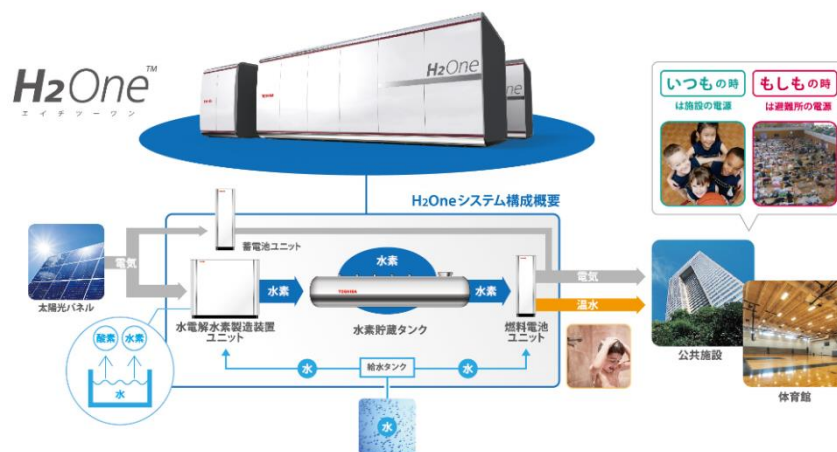 H2One™
エイチツーワン
H2One
TOSHIBA
いつもの時
は施設の電源
もしもの時
は避難所の電源
H2Oneシステム構成概要
蓄電池ユニット
電気
太陽光パネル
水素
水素
水素
TOSHIBA
電気
温水
水電解水素製造装置
ユニット
水素貯蔵タンク
燃料電池
ユニット
酸素
水素
水
水
給水タンク
水
水
公共施設
体育館